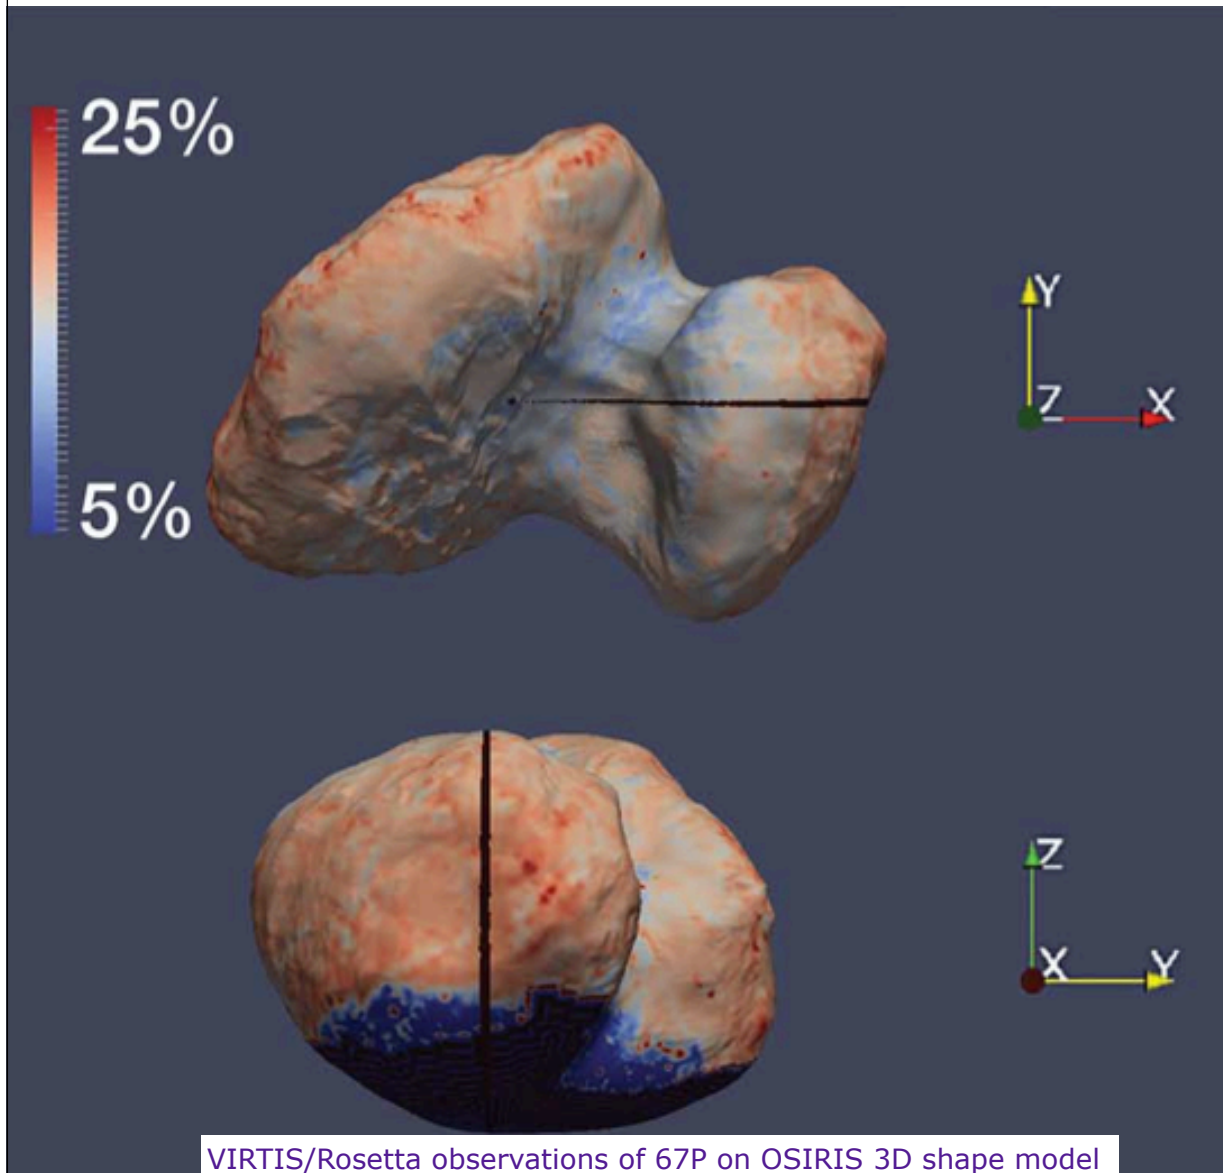 25%
5%
Y
Z
X
Z
X
Y
VIRTIS/Rosetta observations of 67P on OSIRIS 3D shape model